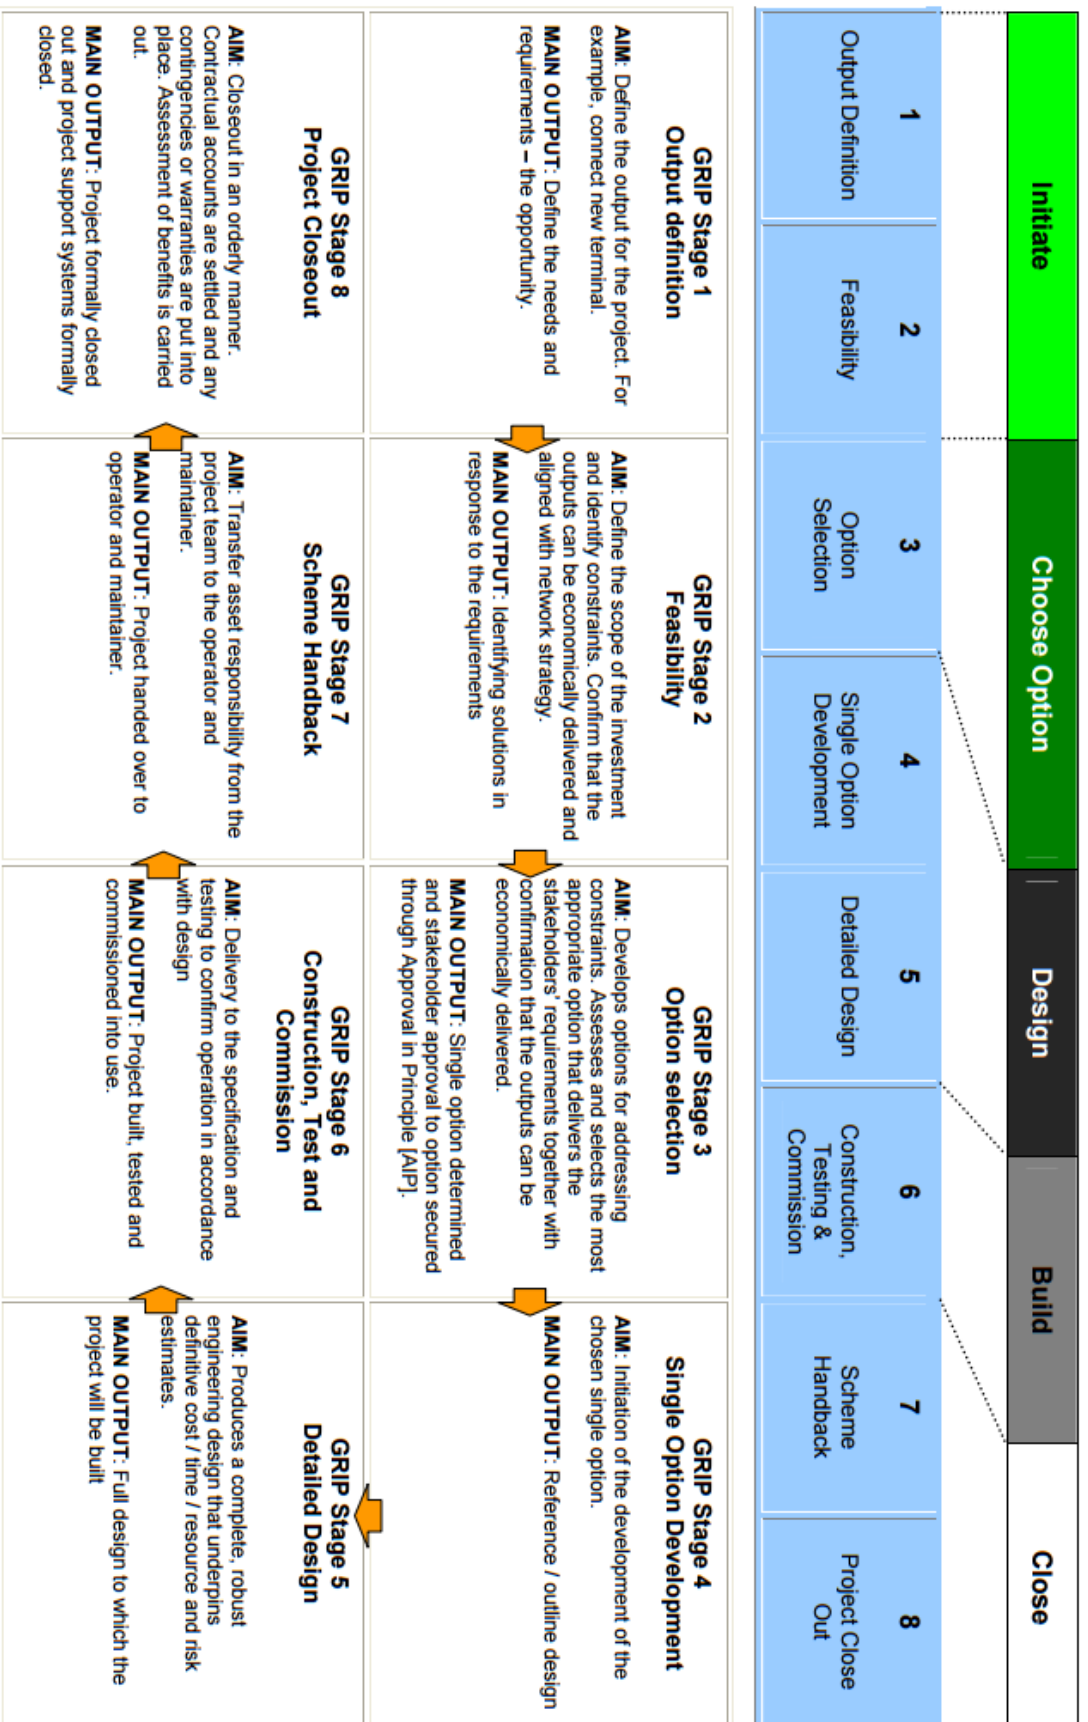 Initiate
Choose Option
Design
Build
Close
1
Output Definition
2
Feasibility
3
Option
Selection
4
Single Option
Development
5
Detailed Design
6
Construction,
Testing &
Commission
7
Scheme
Handback
8
Project Close
Out
GRIP Stage 1
Output definition
AIM: Define the output for the project. For
example, connect new terminal.
MAIN OUTPUT: Define the needs and
requirements – the opportunity.
GRIP Stage 2
Feasibility
AIM: Define the scope of the investment
and identify constraints. Confirm that the
outputs can be economically delivered and
aligned with network strategy.
MAIN OUTPUT: Identifying solutions in
response to the requirements
GRIP Stage 3
Option selection
AIM: Develops options for addressing
constraints. Assesses and selects the most
appropriate option that delivers the
stakeholders' requirements together with
confirmation that the outputs can be
economically delivered.
MAIN OUTPUT: Single option determined
and stakeholder approval to option secured
through Approval in Principle [AIP].
GRIP Stage 4
Single Option Development
AIM: Initiation of the development of the
chosen single option.
MAIN OUTPUT: Reference / outline design
GRIP Stage 8
Project Closeout
AIM: Closeout in an orderly manner.
Contractual accounts are settled and any
contingencies or warranties are put into
place. Assessment of benefits is carried
out.
MAIN OUTPUT: Project formally closed
out and project support systems formally
closed.
GRIP Stage 7
Scheme Handback
AIM: Transfer asset responsibility from the
project team to the operator and
maintainer.
MAIN OUTPUT: Project handed over to
operator and maintainer.
GRIP Stage 6
Construction, Test and
Commission
AIM: Delivery to the specification and
testing to confirm operation in accordance
with design
MAIN OUTPUT: Project built, tested and
commissioned into use.
GRIP Stage 5
Detailed Design
AIM: Produces a complete, robust
engineering design that underpins
definitive cost / time / resource and risk
estimates.
MAIN OUTPUT: Full design to which the
project will be built